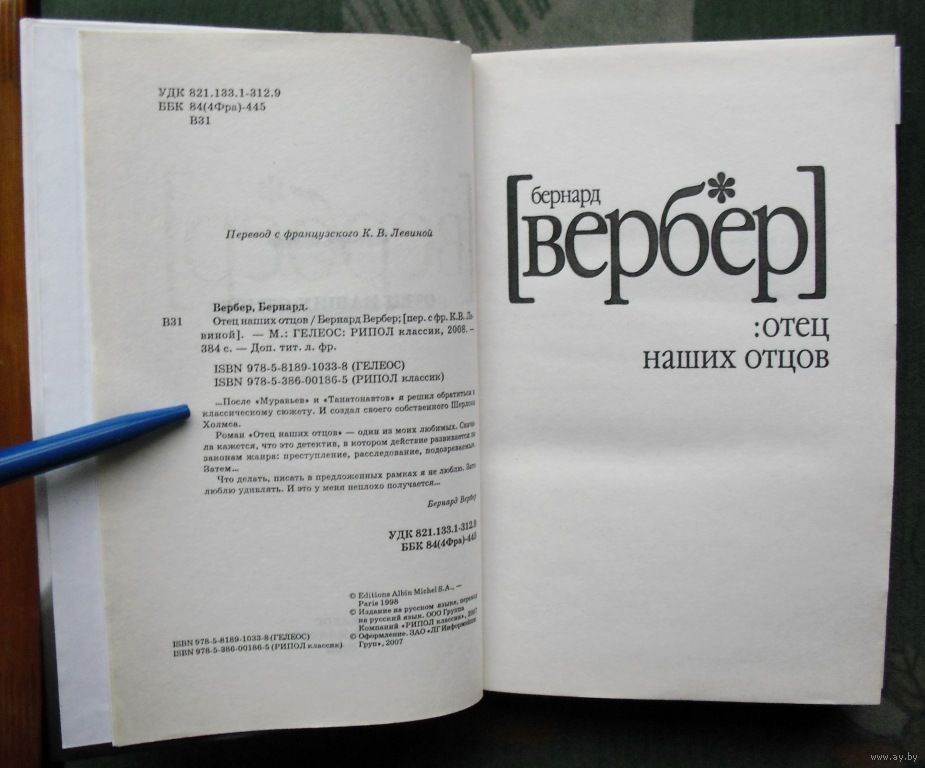 УДК 821.133.1-312.9
ББК 84(4Фра)-445
В31
Перевод с французского К. В. Левиной
Вербер, Бернард.
В31 Отец наших отцов / Бернард Вербер; [пер. с фр. К.В. Ле-
виной]. — М.: ГЕЛЕОС: РИПОЛ классик, 2008. –
384 с. — Доп. тит. л. фр.
ISBN 978-5-8189-1033-8 (ГЕЛЕОС)
ISBN 978-5-386-00186-5 (РИПОЛ классик)
...После «Муравьев» и «Танатонавтов» я решил обратиться к
классическому сюжету. И создал своего собственного Шерлока
Холмса.
Роман «Отец наших отцов» — один из моих любимых. Снача-
ла кажется, что это детектив, в котором действие развивается по
законам жанра: преступление, расследование, подозреваемые.
Затем...
Что делать, писать в предложенных рамках я не люблю. Зато
люблю удивлять. И это у меня неплохо получается...
Бернард Вербер
УДК 821.133.1-312.9
ББК 84(4Фра)-445
© Editions Albin Michel S.A., —
Paris 1998
© Издание на русском языке, перевод
на русский язык. ООО Группа
Компаний «РИПОЛ классик», 2007
© Оформление. ЗАО «ЛГ Информэйшн
Груп», 2007
ISBN 978-5-8189-1033-8 (ГЕЛЕОС)
ISBN 978-5-386-00186-5 (РИПОЛ классик)
[бернард
вербер*]
:отец
наших отцов
www.ay.by